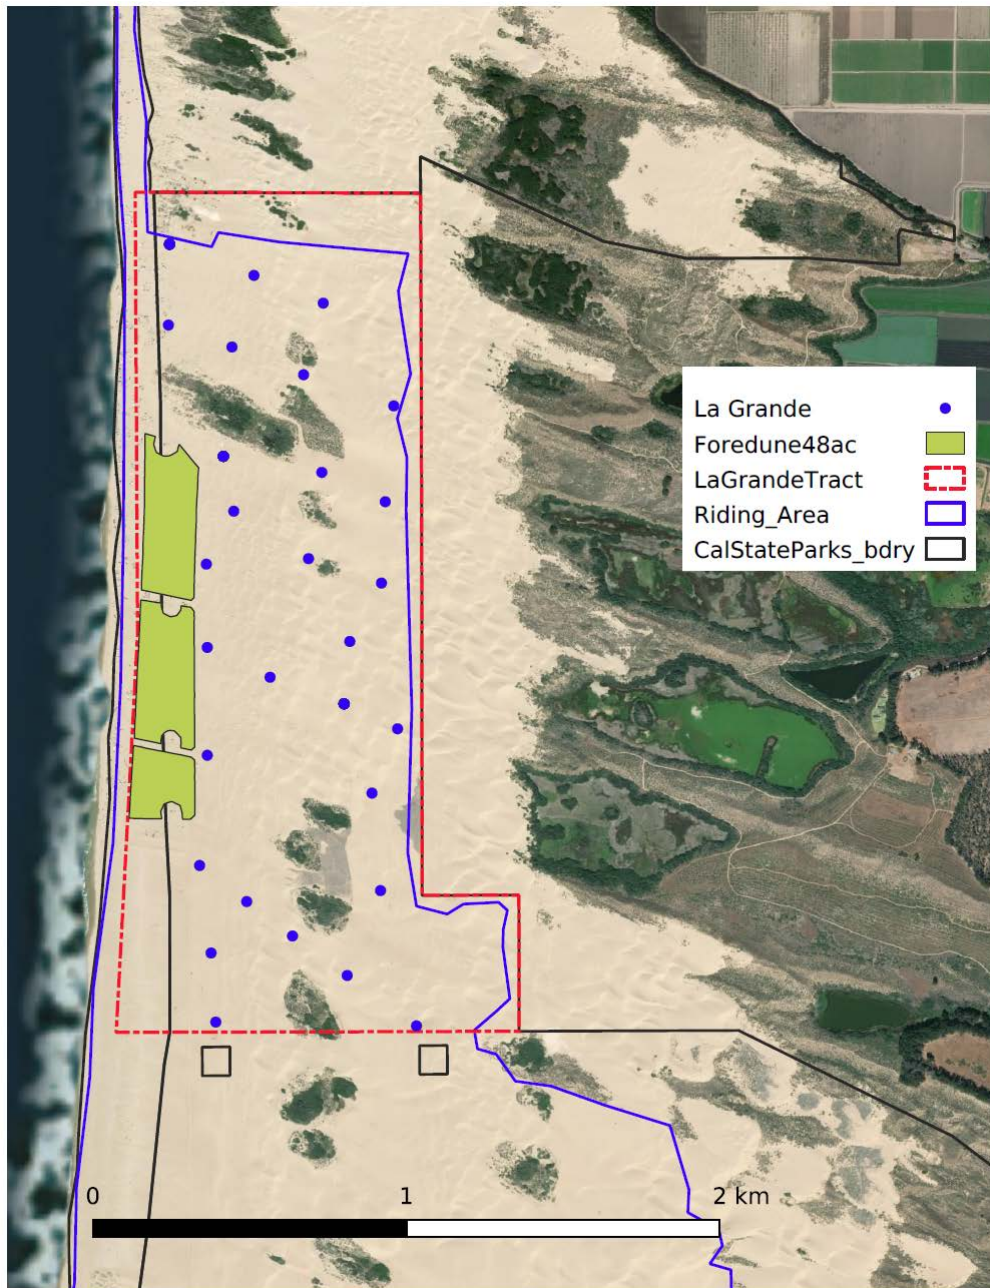 La Grande
Foredune48ac
LaGrandeTract
Riding_Area
CalStateParks_bdry
0 1 2 km